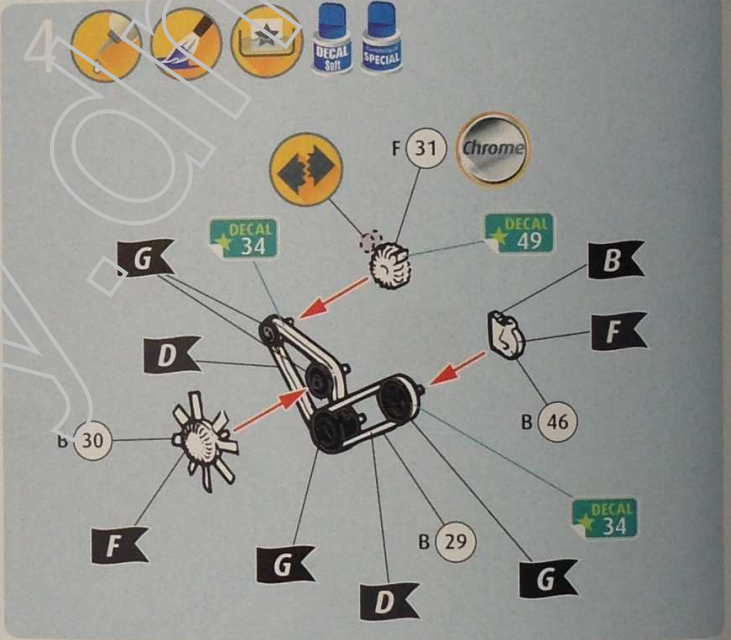 4
DECAL
Soft
SPECIAL
F 31
Chrome
DECAL
34
DECAL
49
G
B
F
D
B 46
B 30
DECAL
34
F
B 29
G
D
G